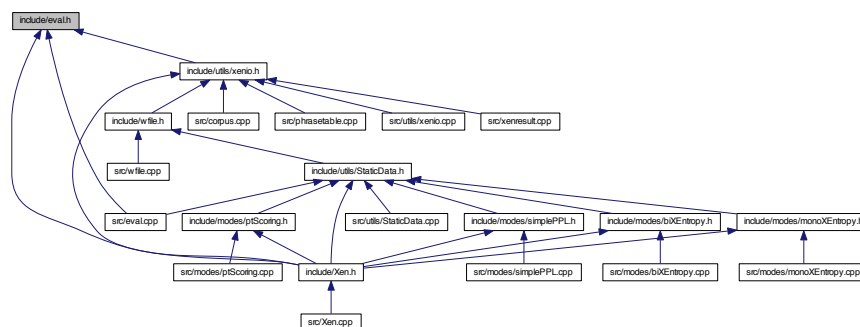 include/eval.h
include/utils/xenio.h
include/wfile.h
src/corpus.cpp
src/phrasetable.cpp
src/utils/xenio.cpp
src/xenresult.cpp
src/wfile.cpp
include/utils/StaticData.h
src/eval.cpp
include/modes/ptScoring.h
src/utils/StaticData.cpp
include/modes/simplePPL.h
include/modes/biXEntropy.h
include/modes/monoXEntropy.h
src/modes/ptScoring.cpp
include/Xen.h
src/modes/simplePPL.cpp
src/modes/biXEntropy.cpp
src/modes/monoXEntropy.cpp
src/Xen.cpp